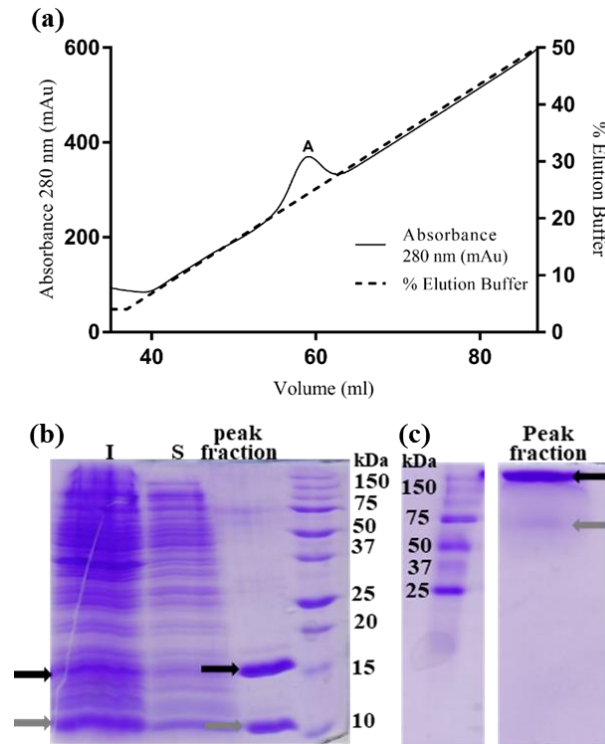 (a)
600
400
200
0
Absorbance 280 nm (mAu)
50
40
30
20
10
0
% Elution Buffer
A
Absorbance
280 nm (mAu)
% Elution Buffer
40
60
80
Volume (ml)
(b)
I
S
peak
fraction
kDa
150
75
50
37
25
20
15
10
(c)
kDa
150
75
50
37
25
Peak
fraction